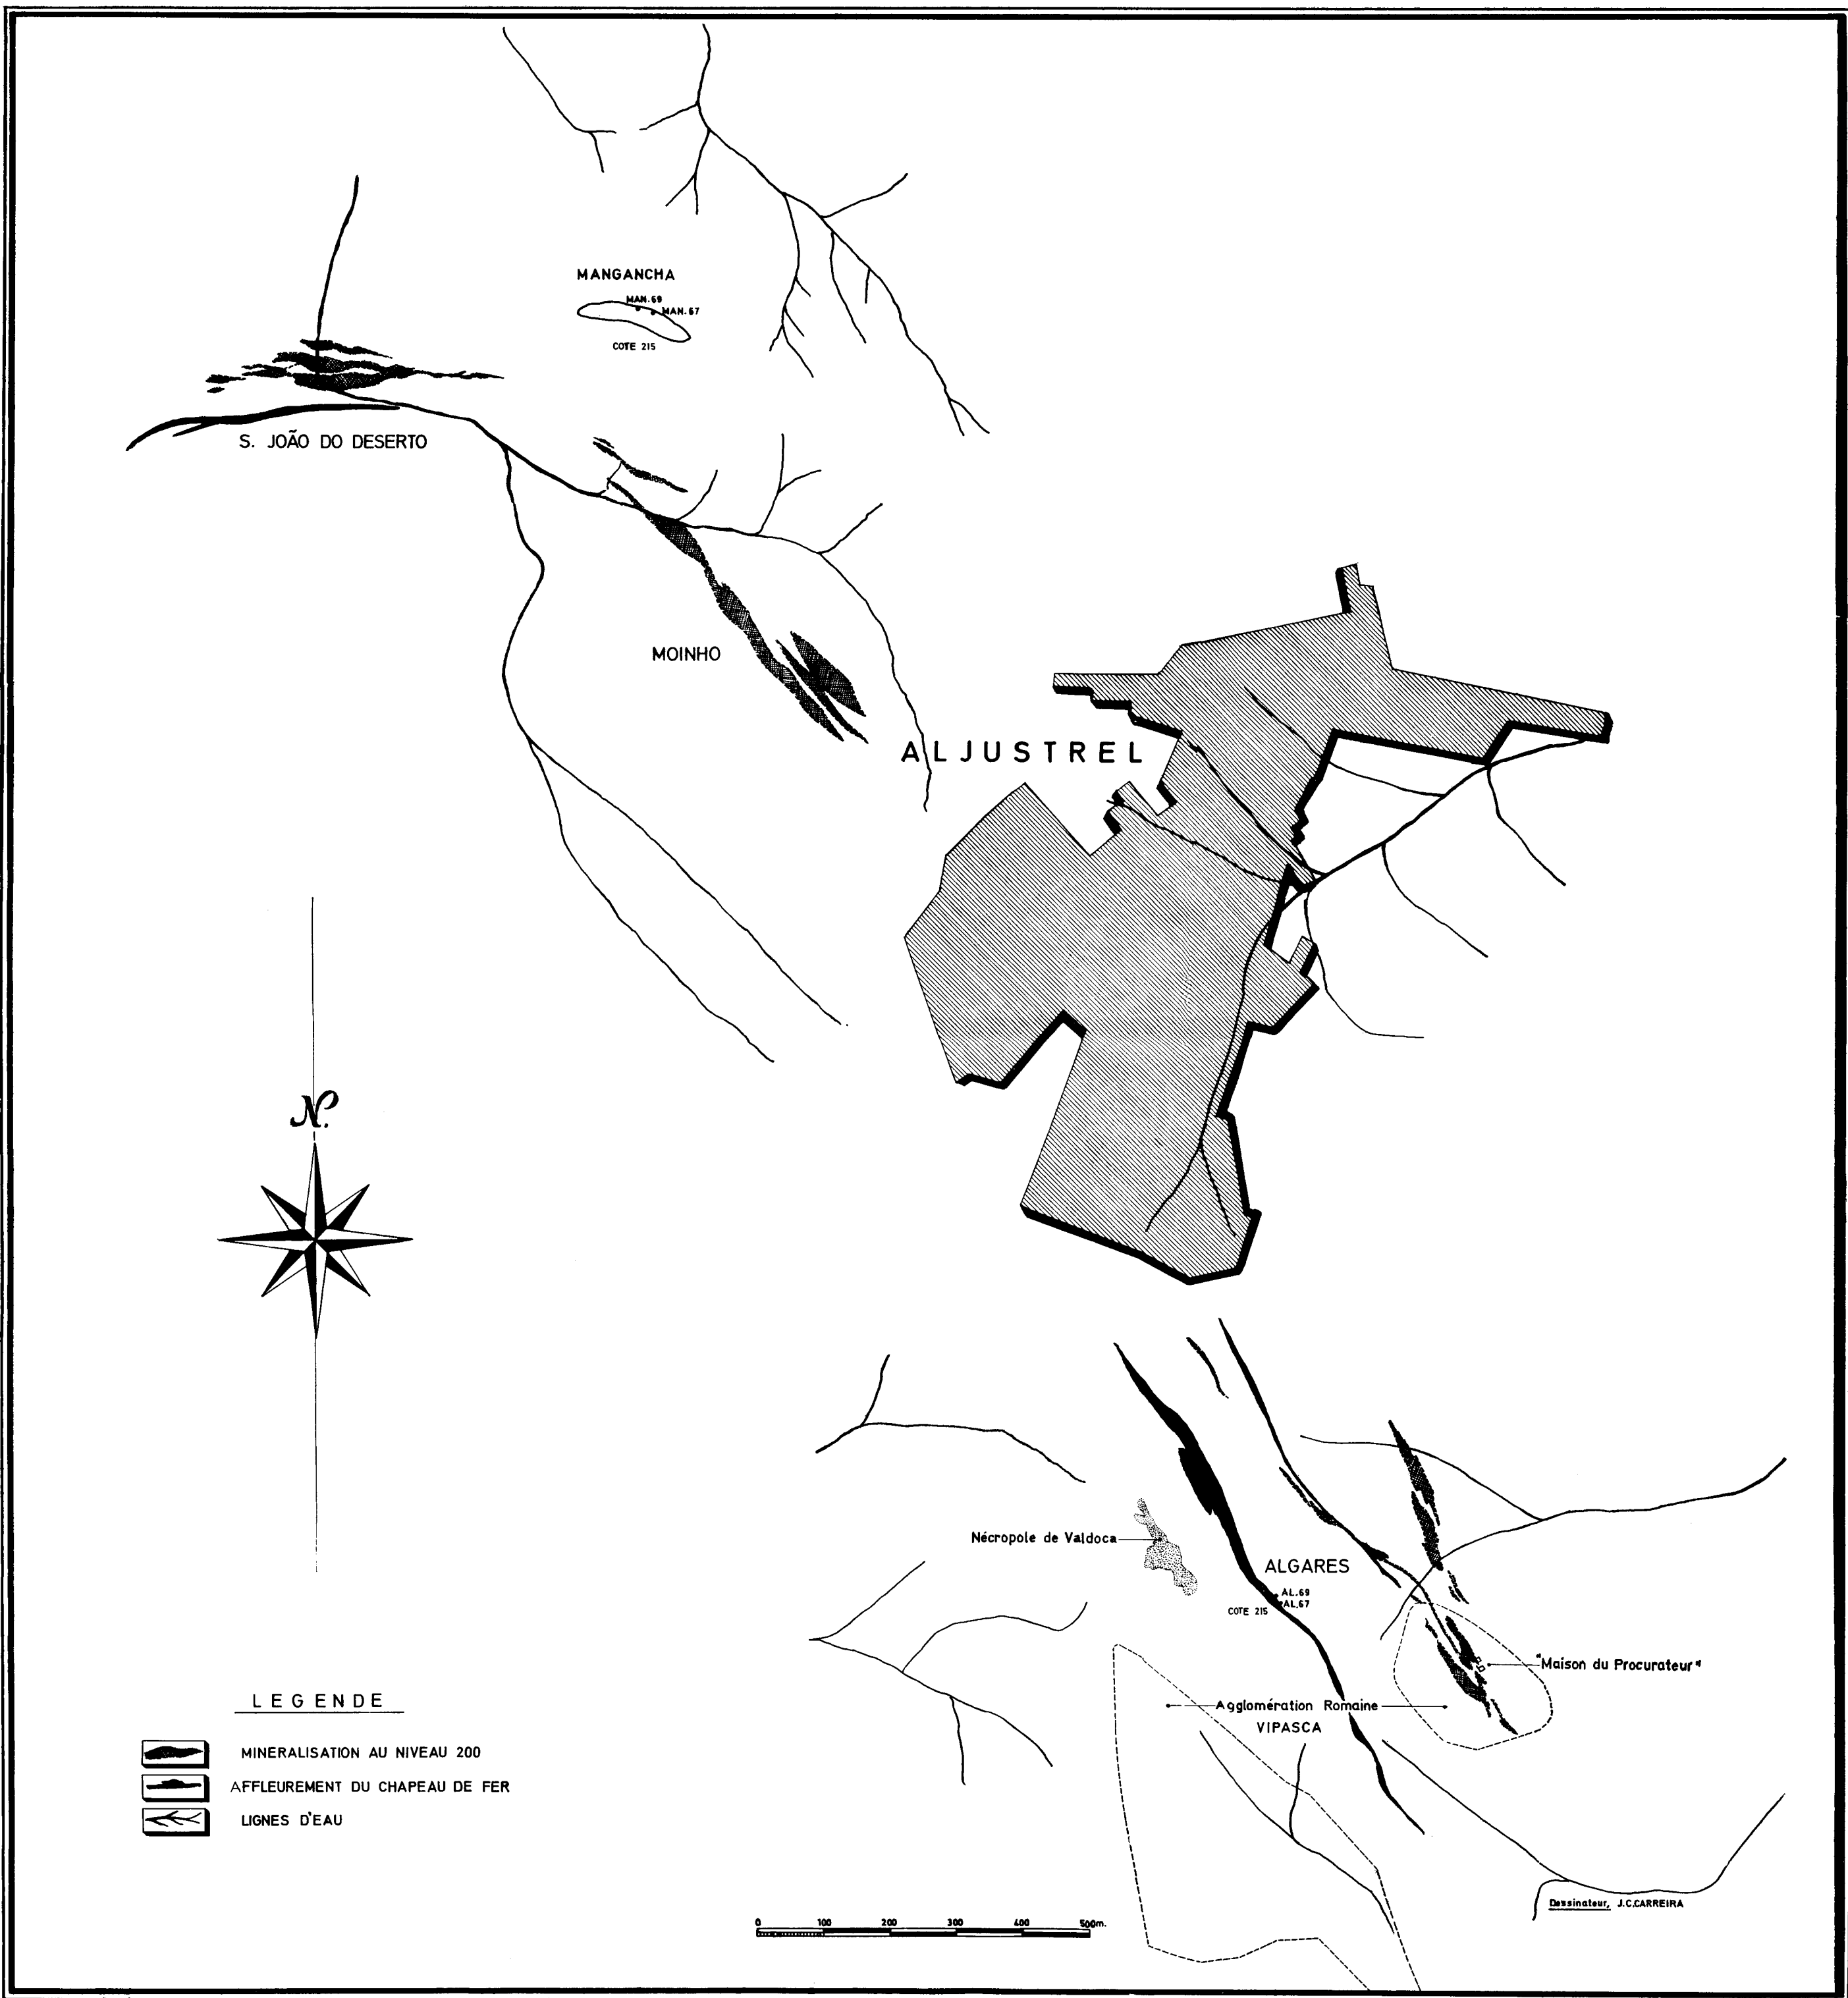 MANGANCHA
MAN.69
MAN.67
COTE 215
S. JOÃO DO DESERTO
MOINHO
ALJUSTREL
N.
Nécropole de Valdoca
ALGARES
AL.69
AL.67
COTE 215
"Maison du Procurateur"
Agglomération Romaine
VIPASCA
LEGENDE
MINERALISATION AU NIVEAU 200
AFFLEUREMENT DU CHAPEAU DE FER
LIGNES D'EAU
0 100 200 300 400 500m.
Dessinateur, J.C.CARREIRA